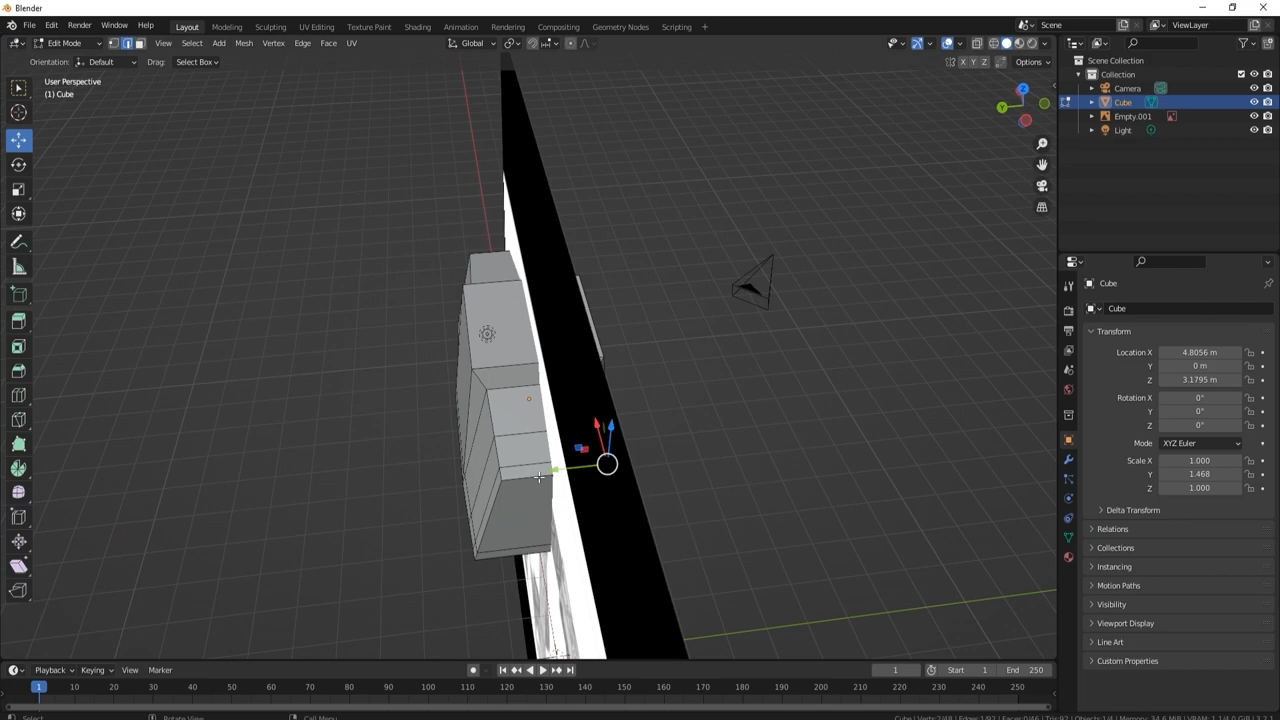 Blender
File Edit Render Window Help Layout Modeling Sculpting UV Editing Texture Paint Shading Animation Rendering Compositing Geometry Nodes Scripting + Scene ViewLayer
Edit Mode View Select Add Mesh Vertex Edge Face UV Global
Orientation: Default Drag: Select Box X Y Z Options
User Perspective
(1) Cube
Z
Y
Scene Collection
Collection
Camera
Cube
Empty.001
Light
Cube
Cube
Transform
Location X 4.8056 m
Y 0 m
Z 3.1795 m
Rotation X 0°
Y 0°
Z 0°
Mode XYZ Euler
Scale X 1.000
Y 1.468
Z 1.000
Delta Transform
Relations
Collections
Instancing
Motion Paths
Visibility
Viewport Display
Line Art
Custom Properties
Playback Keying View Marker 1 Start 1 End 250
1 10 20 30 40 50 60 70 80 90 100 110 120 130 140 150 160 170 180 190 200 210 220 230 240 250